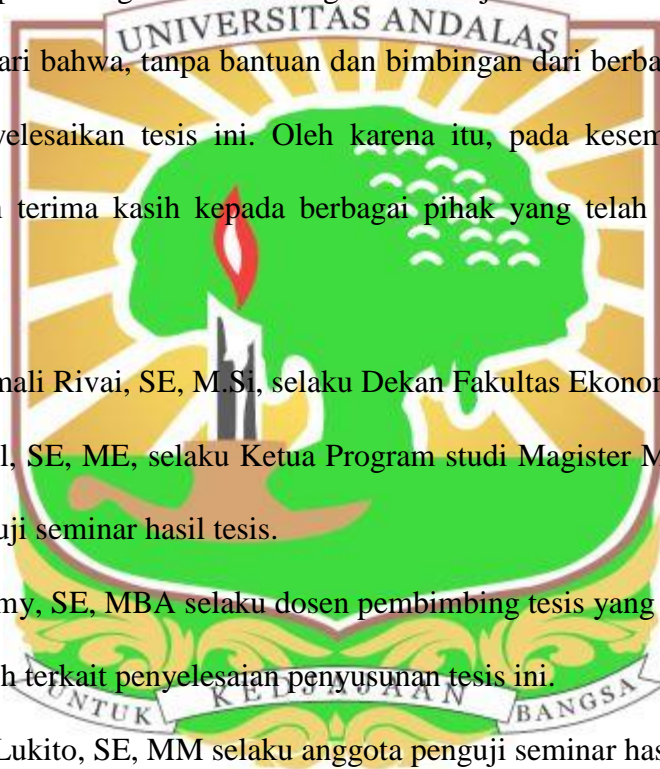 UNIVERSITAS ANDALAS
ari bahwa, tanpa bantuan dan bimbingan dari berba
yelesaikan tesis ini. Oleh karena itu, pada kesem
n terima kasih kepada berbagai pihak yang telah
mali Rivai, SE, M.Si, selaku Dekan Fakultas Ekonor
l, SE, ME, selaku Ketua Program studi Magister M
uji seminar hasil tesis.
my, SE, MBA selaku dosen pembimbing tesis yang
h terkait penyelesaian penyusunan tesis ini.
UNTUK KEDJAJAAN BANGSA
Lukito, SE, MM selaku anggota penguji seminar has